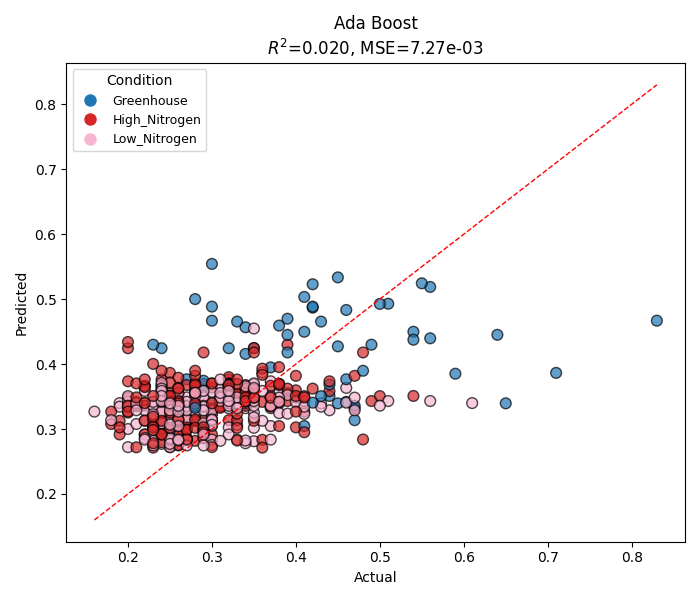 Ada Boost
R²=0.020, MSE=7.27e-03
Condition
Greenhouse
High_Nitrogen
Low_Nitrogen
Predicted
0.8
0.7
0.6
0.5
0.4
0.3
0.2
0.2 0.3 0.4 0.5 0.6 0.7 0.8
Actual